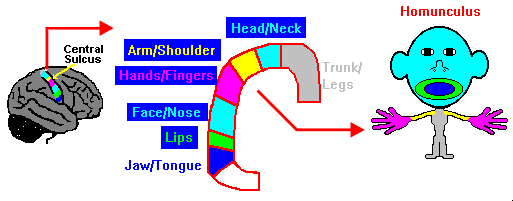 Central
Sulcus
Head/Neck
Arm/Shoulder
Hands/Fingers
Face/Nose
Lips
Jaw/Tongue
Trunk/
Legs
Homunculus